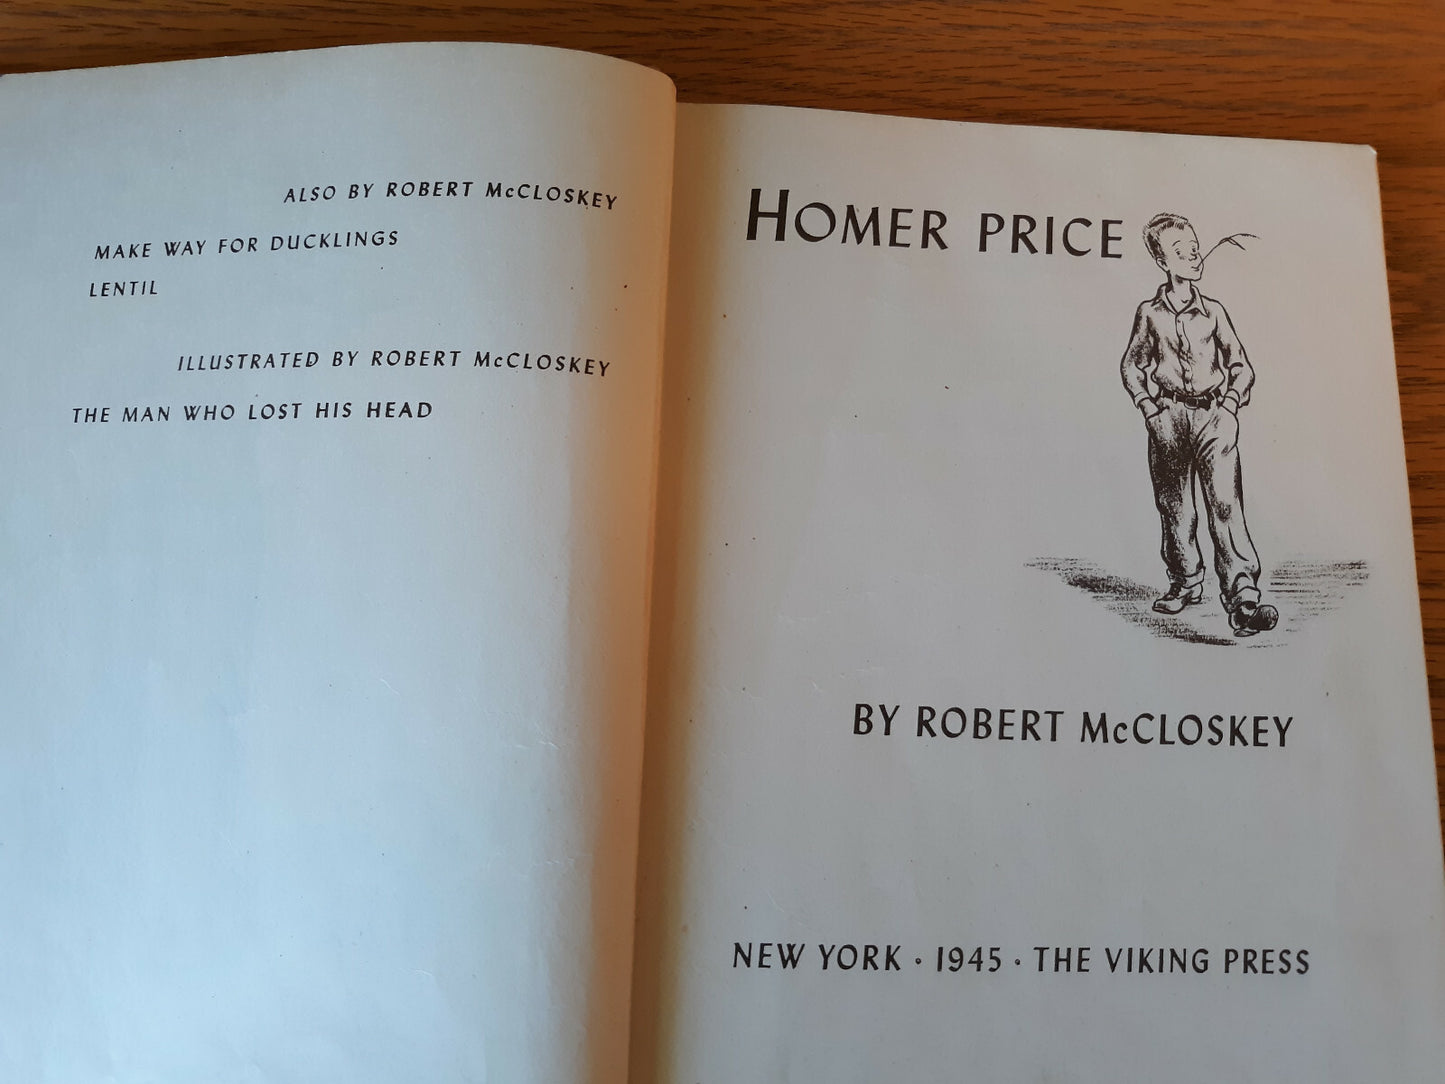 ALSO BY ROBERT McCLOSKEY
MAKE WAY FOR DUCKLINGS
LENTIL
ILLUSTRATED BY ROBERT McCLOSKEY
THE MAN WHO LOST HIS HEAD
HOMER PRICE
BY ROBERT McCLOSKEY
NEW YORK · 1945 · THE VIKING PRESS